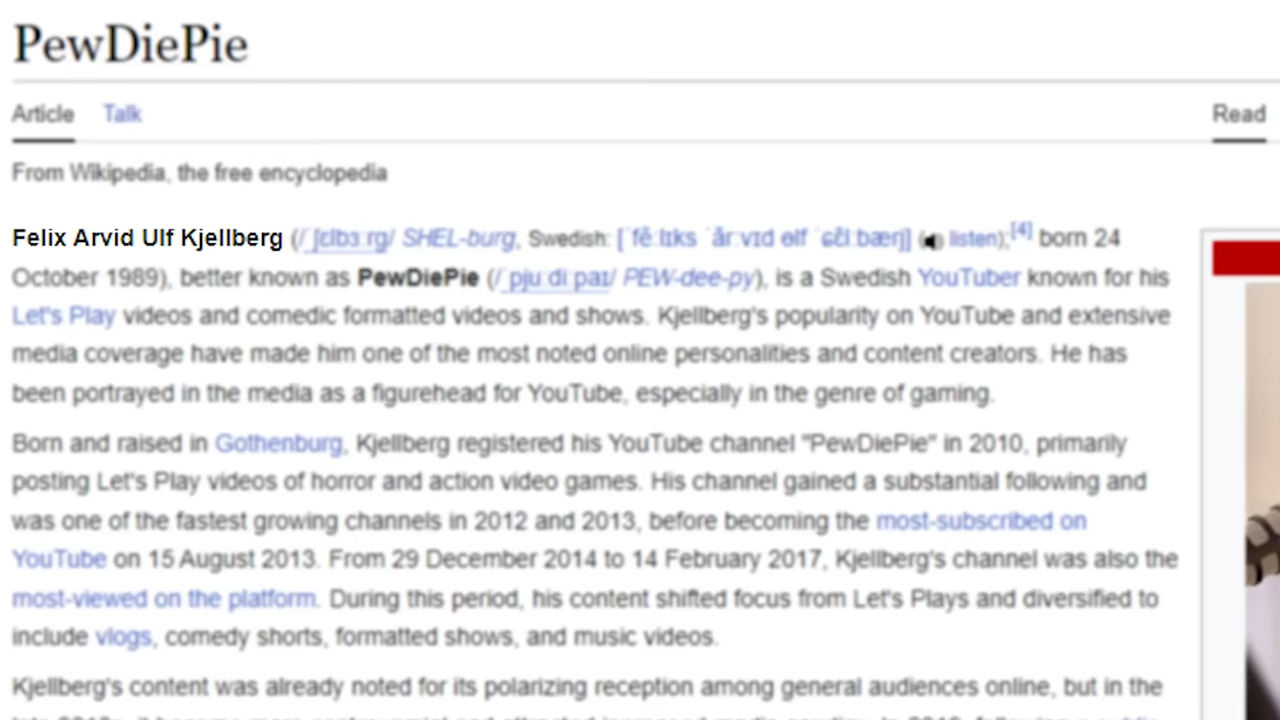 PewDiePie
Article Talk Read
From Wikipedia, the free encyclopedia
Felix Arvid Ulf Kjellberg (/ˈʃɛlbɜːrɡ/ SHEL-burg, Swedish: [ˈfěːlɪks ˈǎrːvɪd ɵlf ˈɕɛ̂lːbærj] (listen);[4] born 24
October 1989), better known as PewDiePie (/ˈpjuːdiːpaɪ/ PEW-dee-py), is a Swedish YouTuber known for his
Let's Play videos and comedic formatted videos and shows. Kjellberg's popularity on YouTube and extensive
media coverage have made him one of the most noted online personalities and content creators. He has
been portrayed in the media as a figurehead for YouTube, especially in the genre of gaming.
Born and raised in Gothenburg, Kjellberg registered his YouTube channel "PewDiePie" in 2010, primarily
posting Let's Play videos of horror and action video games. His channel gained a substantial following and
was one of the fastest growing channels in 2012 and 2013, before becoming the most-subscribed on
YouTube on 15 August 2013. From 29 December 2014 to 14 February 2017, Kjellberg's channel was also the
most-viewed on the platform. During this period, his content shifted focus from Let's Plays and diversified to
include vlogs, comedy shorts, formatted shows, and music videos.
Kjellberg's content was already noted for its polarizing reception among general audiences online, but in the